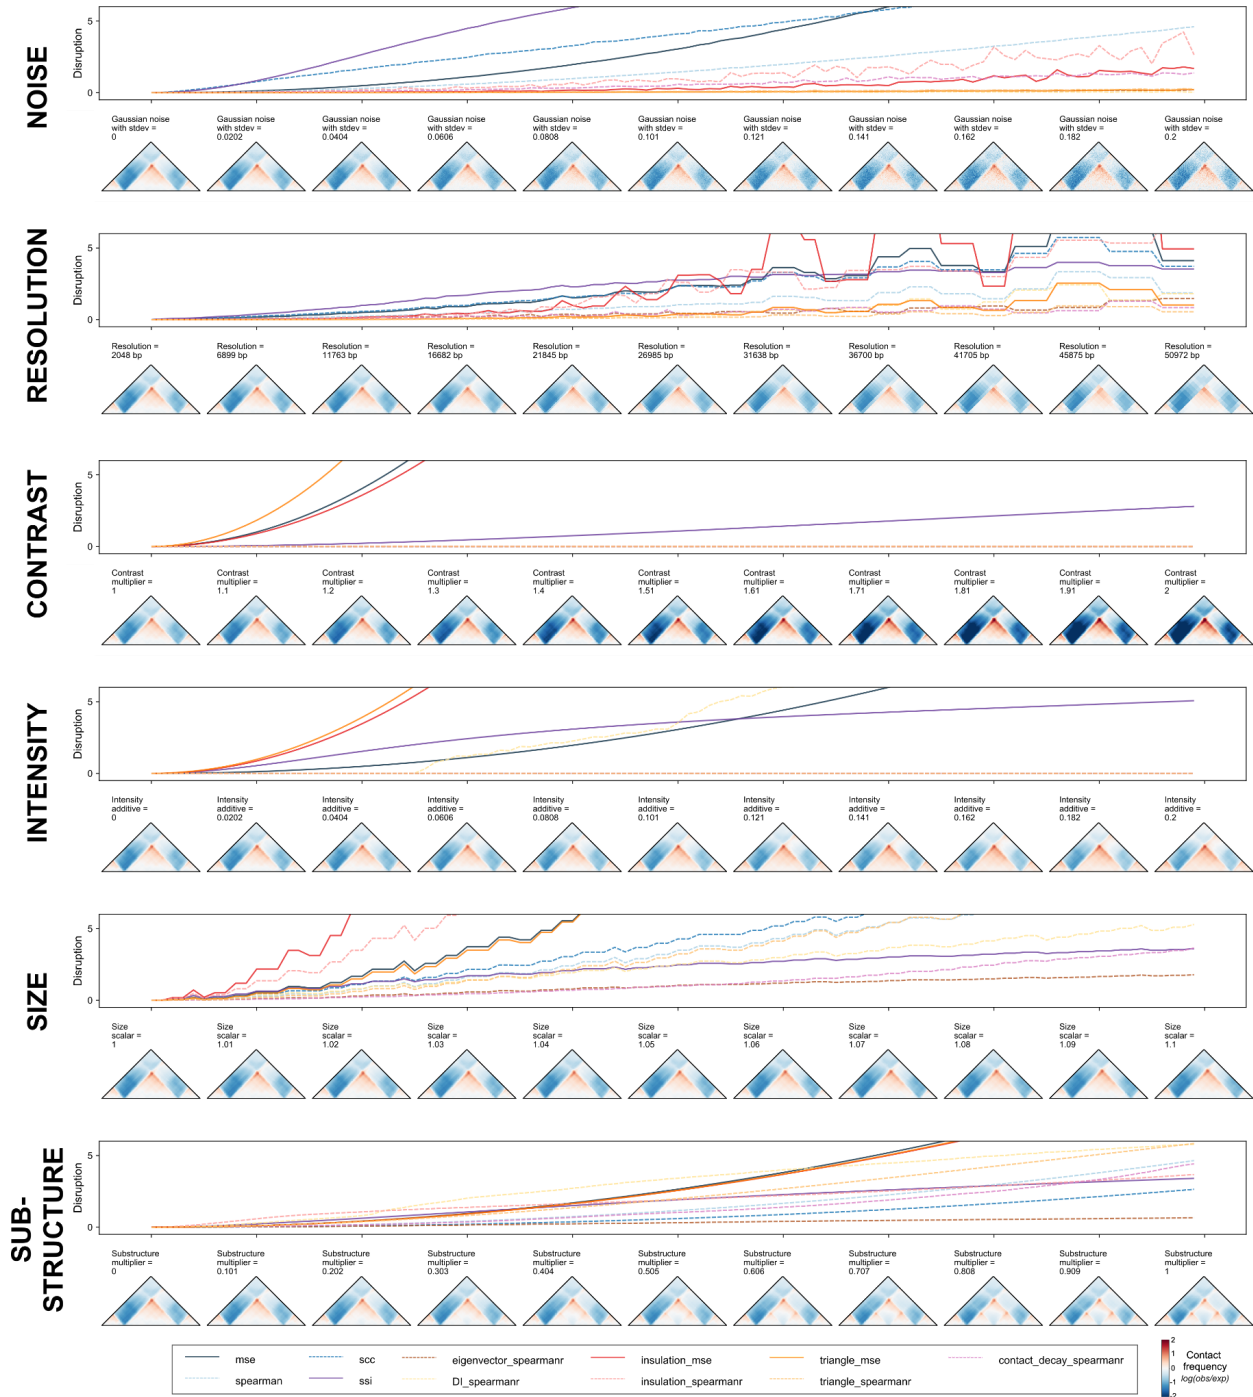 NOISE
Disruption
5
0
Gaussian noise with stdev = 0
Gaussian noise with stdev = 0.0202
Gaussian noise with stdev = 0.0404
Gaussian noise with stdev = 0.0606
Gaussian noise with stdev = 0.0808
Gaussian noise with stdev = 0.101
Gaussian noise with stdev = 0.121
Gaussian noise with stdev = 0.141
Gaussian noise with stdev = 0.162
Gaussian noise with stdev = 0.182
Gaussian noise with stdev = 0.2
RESOLUTION
Disruption
5
0
Resolution = 2048 bp
Resolution = 6899 bp
Resolution = 11763 bp
Resolution = 16682 bp
Resolution = 21845 bp
Resolution = 26985 bp
Resolution = 31638 bp
Resolution = 36700 bp
Resolution = 41705 bp
Resolution = 45875 bp
Resolution = 50972 bp
CONTRAST
Disruption
5
0
Contrast multiplier = 1
Contrast multiplier = 1.1
Contrast multiplier = 1.2
Contrast multiplier = 1.3
Contrast multiplier = 1.4
Contrast multiplier = 1.51
Contrast multiplier = 1.61
Contrast multiplier = 1.71
Contrast multiplier = 1.81
Contrast multiplier = 1.91
Contrast multiplier = 2
INTENSITY
Disruption
5
0
Intensity additive = 0
Intensity additive = 0.0202
Intensity additive = 0.0404
Intensity additive = 0.0606
Intensity additive = 0.0808
Intensity additive = 0.101
Intensity additive = 0.121
Intensity additive = 0.141
Intensity additive = 0.162
Intensity additive = 0.182
Intensity additive = 0.2
SIZE
Disruption
5
0
Size scalar = 1
Size scalar = 1.01
Size scalar = 1.02
Size scalar = 1.03
Size scalar = 1.04
Size scalar = 1.05
Size scalar = 1.06
Size scalar = 1.07
Size scalar = 1.08
Size scalar = 1.09
Size scalar = 1.1
SUB-
STRUCTURE
Disruption
5
0
Substructure multiplier = 0
Substructure multiplier = 0.101
Substructure multiplier = 0.202
Substructure multiplier = 0.303
Substructure multiplier = 0.404
Substructure multiplier = 0.505
Substructure multiplier = 0.606
Substructure multiplier = 0.707
Substructure multiplier = 0.808
Substructure multiplier = 0.909
Substructure multiplier = 1
mse
scc
eigenvector_spearmanr
insulation_mse
triangle_mse
contact_decay_spearmanr
spearman
ssi
DI_spearmanr
insulation_spearmanr
triangle_spearmanr
2
1
0
-1
-2
Contact
frequency
log(obs/exp)